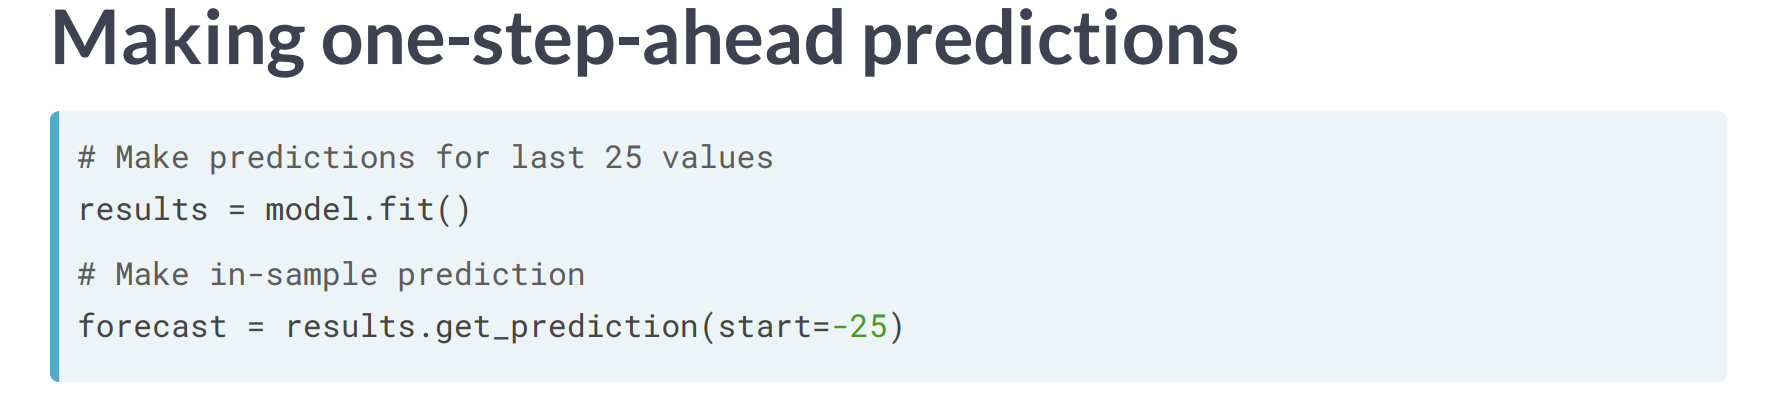 Making one-step-ahead predictions
# Make predictions for last 25 values
results = model.fit()
# Make in-sample prediction
forecast = results.get_prediction(start=-25)